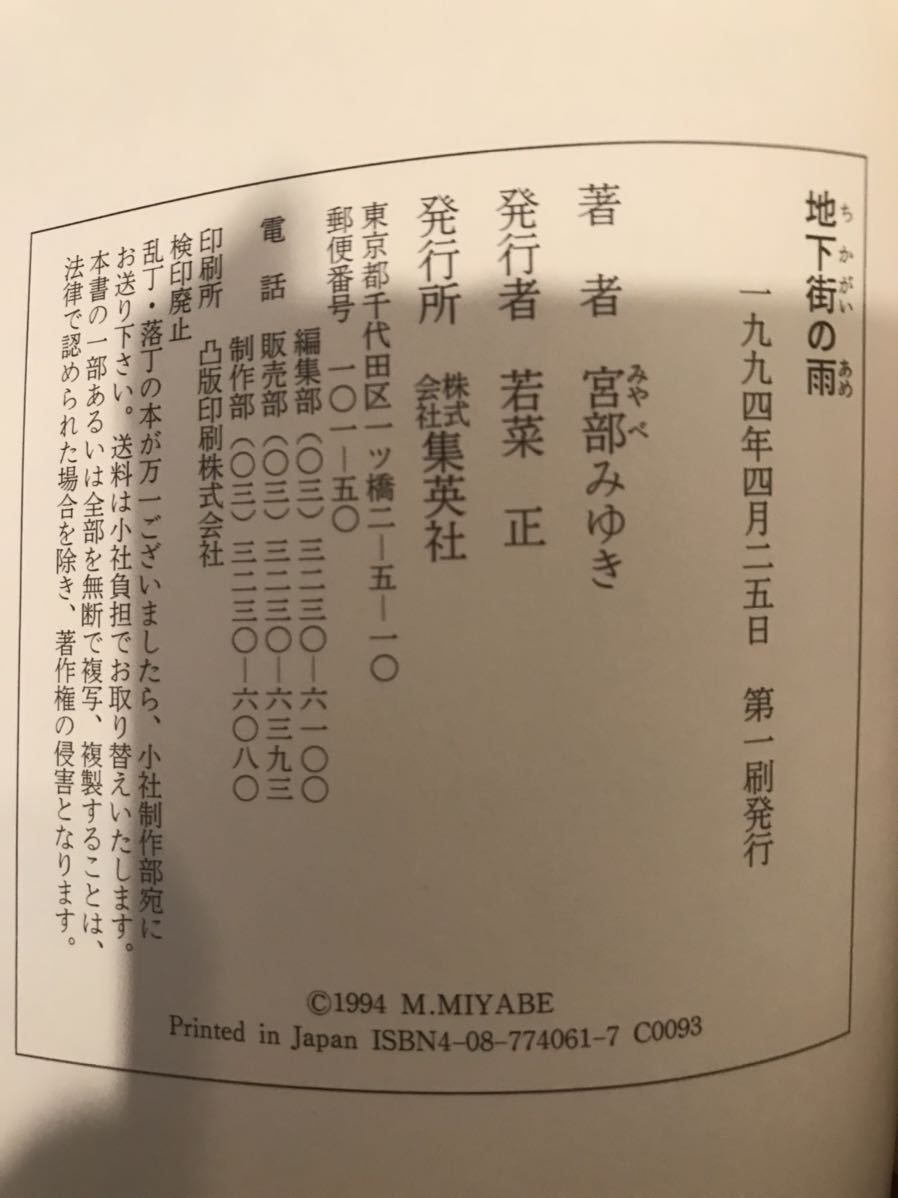 地下街の雨
ちかがい あめ
一九九四年四月二五日 第一刷発行
著者 宮部みゆき
みやべ
発行者 若菜 正
発行所 株式会社集英社
東京都千代田区一ツ橋二―五―一〇
郵便番号 一〇一―五〇
編集部(〇三)三二三〇―六一〇〇
電話 販売部(〇三)三二三〇―六三九三
制作部(〇三)三二三〇―六〇八〇
印刷所 凸版印刷株式会社
検印廃止
乱丁・落丁の本が万一ございましたら、小社制作部宛に
お送り下さい。送料は小社負担でお取り替えいたします。
本書の一部あるいは全部を無断で複写、複製することは、
法律で認められた場合を除き、著作権の侵害となります。
©1994 M.MIYABE
Printed in Japan ISBN4-08-774061-7 C0093